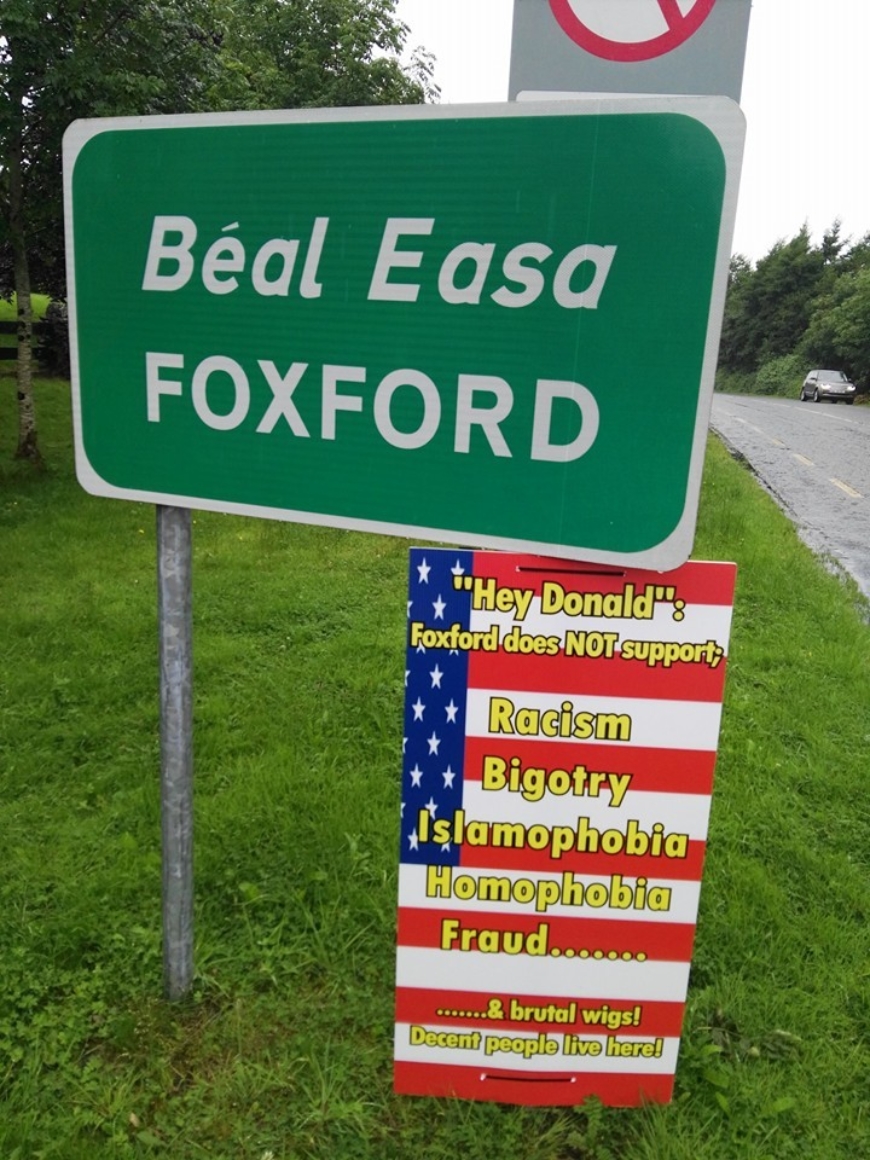 Béal Easa
FOXFORD
"Hey Donald":
Foxford does NOT support;
Racism
Bigotry
Islamophobia
Homophobia
Fraud.......
.......& brutal wigs!
Decent people live here!